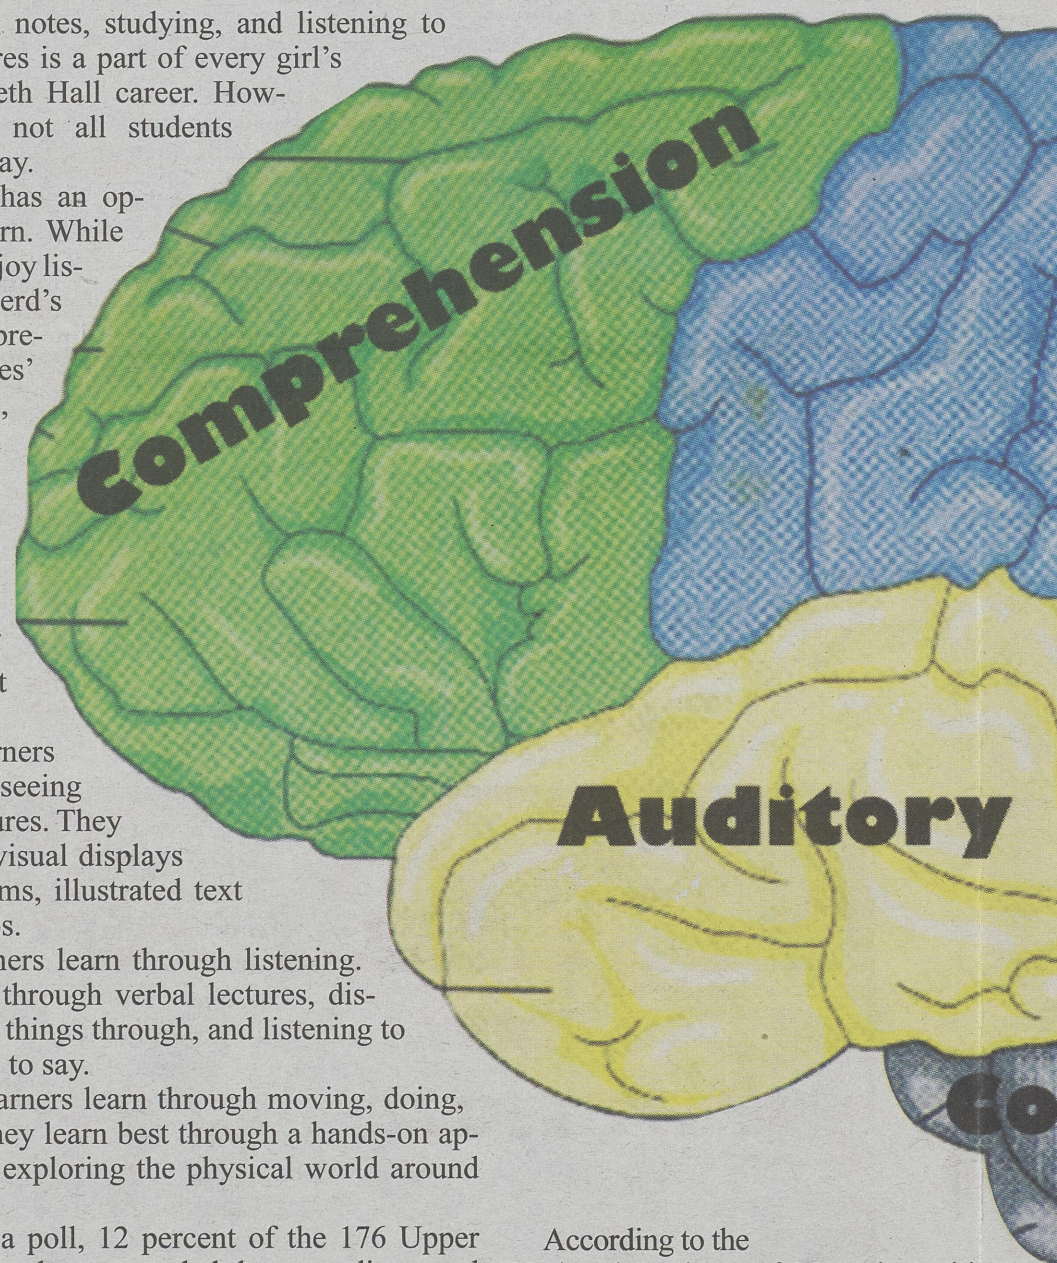 notes, studying, and listening to
res is a part of every girl's
eth Hall career. How-
not all students
ay.
has an op-
rn. While
joy lis-
erd's
pre-
es'
,
t
rners
seeing
ures. They
visual displays
ms, illustrated text
os.
ners learn through listening.
through verbal lectures, dis-
things through, and listening to
to say.
arners learn through moving, doing,
hey learn best through a hands-on ap-
exploring the physical world around
a poll, 12 percent of the 176 Upper
Comprehension
Auditory
Co
According to the